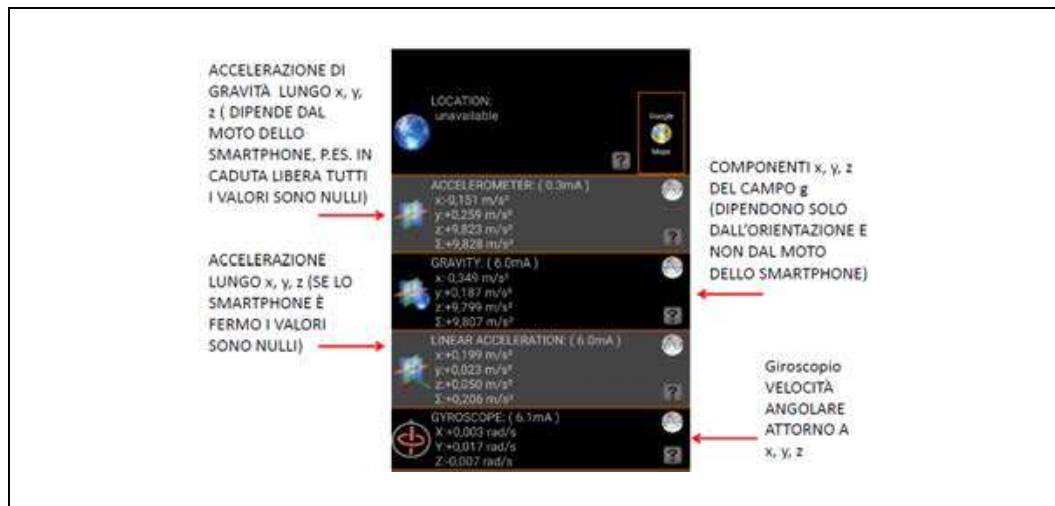 ACCELERAZIONE DI
GRAVITÀ LUNGO x, y,
z ( DIPENDE DAL
MOTO DELLO
SMARTPHONE, P.ES. IN
CADUTA LIBERA TUTTI
I VALORI SONO NULLI)
ACCELERAZIONE
LUNGO x, y, z (SE LO
SMARTPHONE È
FERMO I VALORI
SONO NULLI)
LOCATION:
unavailable
Google
Maps
?
ACCELEROMETER: ( 0.3mA )
x:-0,151 m/s²
y:+0,259 m/s²
z:+9,823 m/s²
Σ:+9,828 m/s²
?
GRAVITY: ( 6.0mA )
x:-0,349 m/s²
y:+0,187 m/s²
z:+9,799 m/s²
Σ:+9,807 m/s²
?
LINEAR ACCELERATION: ( 6.0mA )
x:+0,199 m/s²
y:+0,023 m/s²
z:+0,050 m/s²
Σ:+0,206 m/s²
?
GYROSCOPE: ( 6.1mA )
X:+0,003 rad/s
Y:+0,017 rad/s
Z:-0,007 rad/s
?
COMPONENTI x, y, z
DEL CAMPO g
(DIPENDONO SOLO
DALL'ORIENTAZIONE E
NON DAL MOTO
DELLO SMARTPHONE)
Giroscopio
VELOCITÀ
ANGOLARE
ATTORNO A
x, y, z